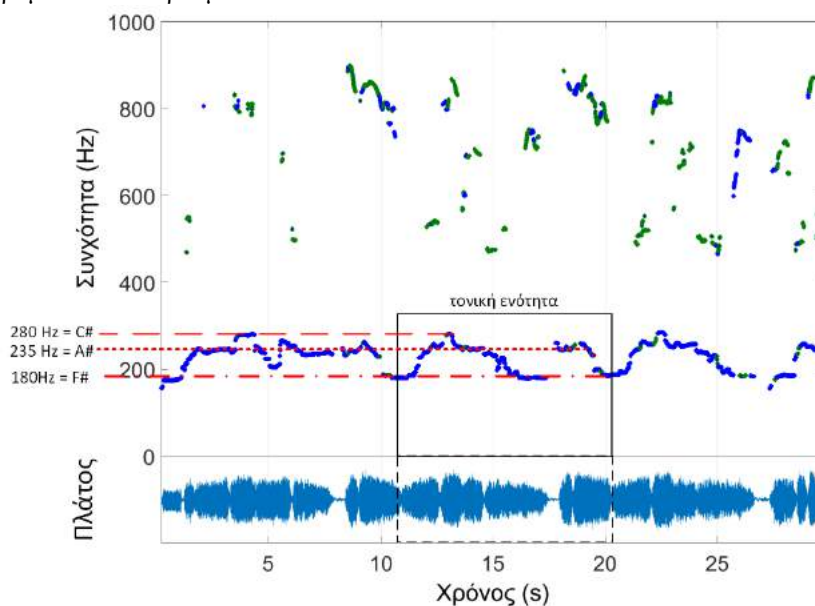 1000
800
600
400
200
0
Συνχότητα (Hz)
τονική ενότητα
280 Hz = C#
235 Hz = A#
180Hz = F#
Πλάτος
5 10 15 20 25
Χρόνος (s)